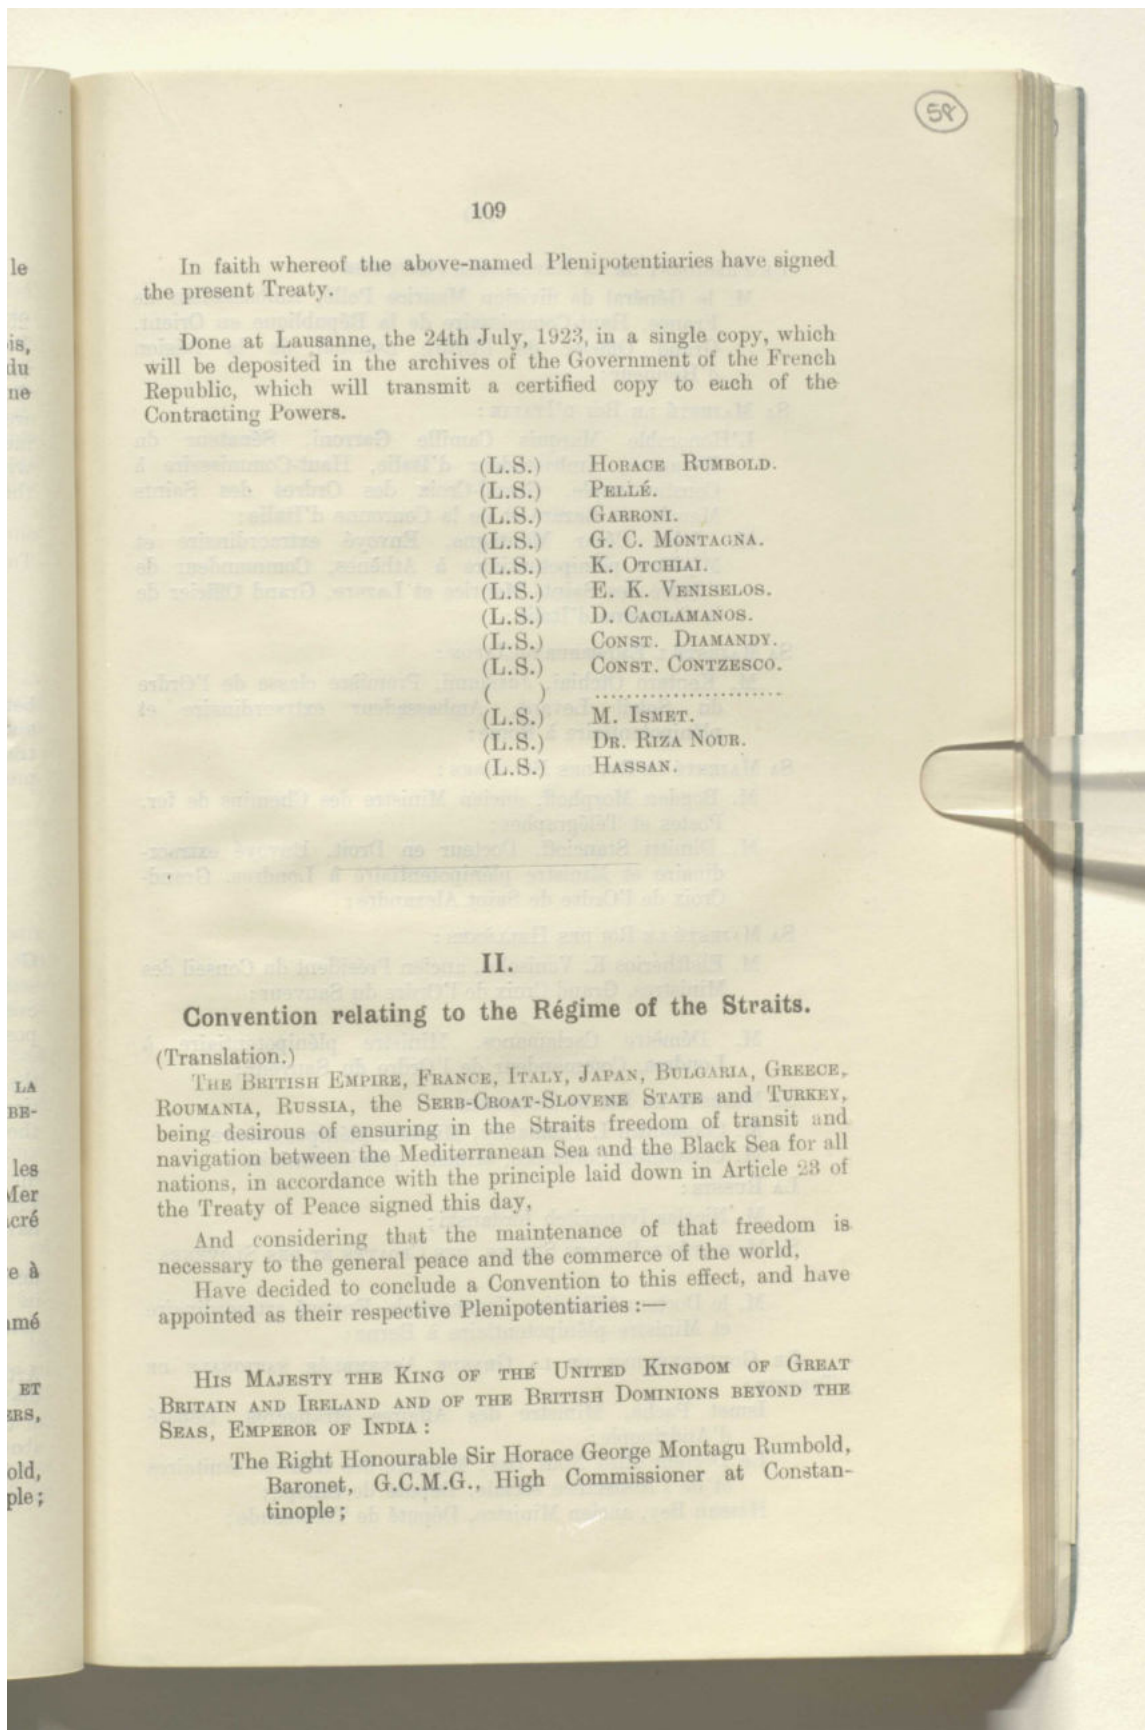 58
109
In faith whereof the above-named Plenipotentiaries have signed
the present Treaty.
Done at Lausanne, the 24th July, 1923, in a single copy, which
will be deposited in the archives of the Government of the French
Republic, which will transmit a certified copy to each of the
Contracting Powers.
(L.S.) HORACE RUMBOLD.
(L.S.) PELLÉ.
(L.S.) GARRONI.
(L.S.) G. C. MONTAGNA.
(L.S.) K. OTCHIAI.
(L.S.) E. K. VENISELOS.
(L.S.) D. CACLAMANOS.
(L.S.) CONST. DIAMANDY.
(L.S.) CONST. CONTZESCO.
( ) ........................
(L.S.) M. ISMET.
(L.S.) DR. RIZA NOUR.
(L.S.) HASSAN.
II.
Convention relating to the Régime of the Straits.
(Translation.)
THE BRITISH EMPIRE, FRANCE, ITALY, JAPAN, BULGARIA, GREECE,
ROUMANIA, RUSSIA, the SERB-CROAT-SLOVENE STATE and TURKEY,
being desirous of ensuring in the Straits freedom of transit and
navigation between the Mediterranean Sea and the Black Sea for all
nations, in accordance with the principle laid down in Article 23 of
the Treaty of Peace signed this day,
And considering that the maintenance of that freedom is
necessary to the general peace and the commerce of the world,
Have decided to conclude a Convention to this effect, and have
appointed as their respective Plenipotentiaries :—
HIS MAJESTY THE KING OF THE UNITED KINGDOM OF GREAT
BRITAIN AND IRELAND AND OF THE BRITISH DOMINIONS BEYOND THE
SEAS, EMPEROR OF INDIA :
The Right Honourable Sir Horace George Montagu Rumbold,
Baronet, G.C.M.G., High Commissioner at Constan-
tinople;